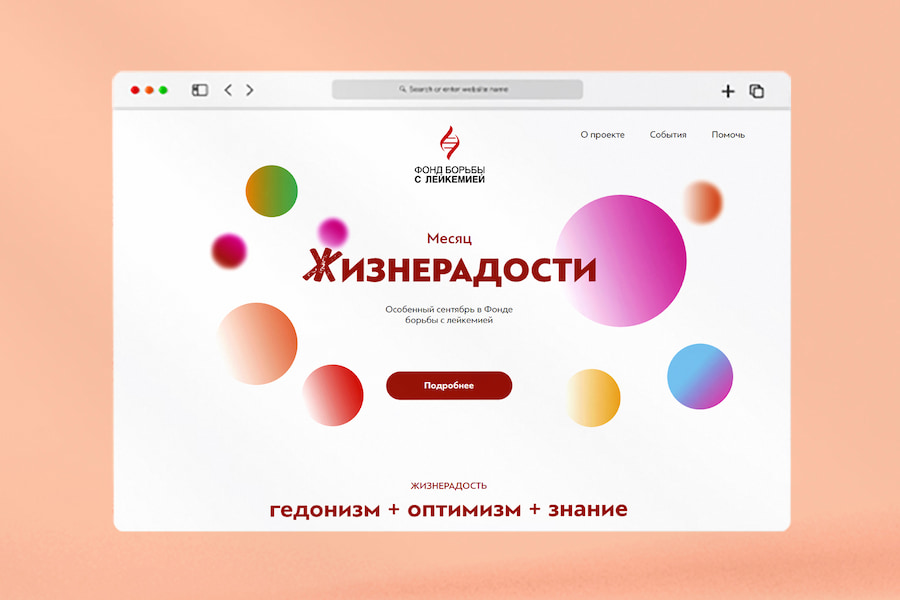 Search or enter website name
О проекте События Помочь
ФОНД БОРЬБЫ
С ЛЕЙКЕМИЕЙ
Месяц
ЖИЗНЕРАДОСТИ
Особенный сентябрь в Фонде
борьбы с лейкемией
Подробнее
ЖИЗНЕРАДОСТЬ
гедонизм + оптимизм + знание